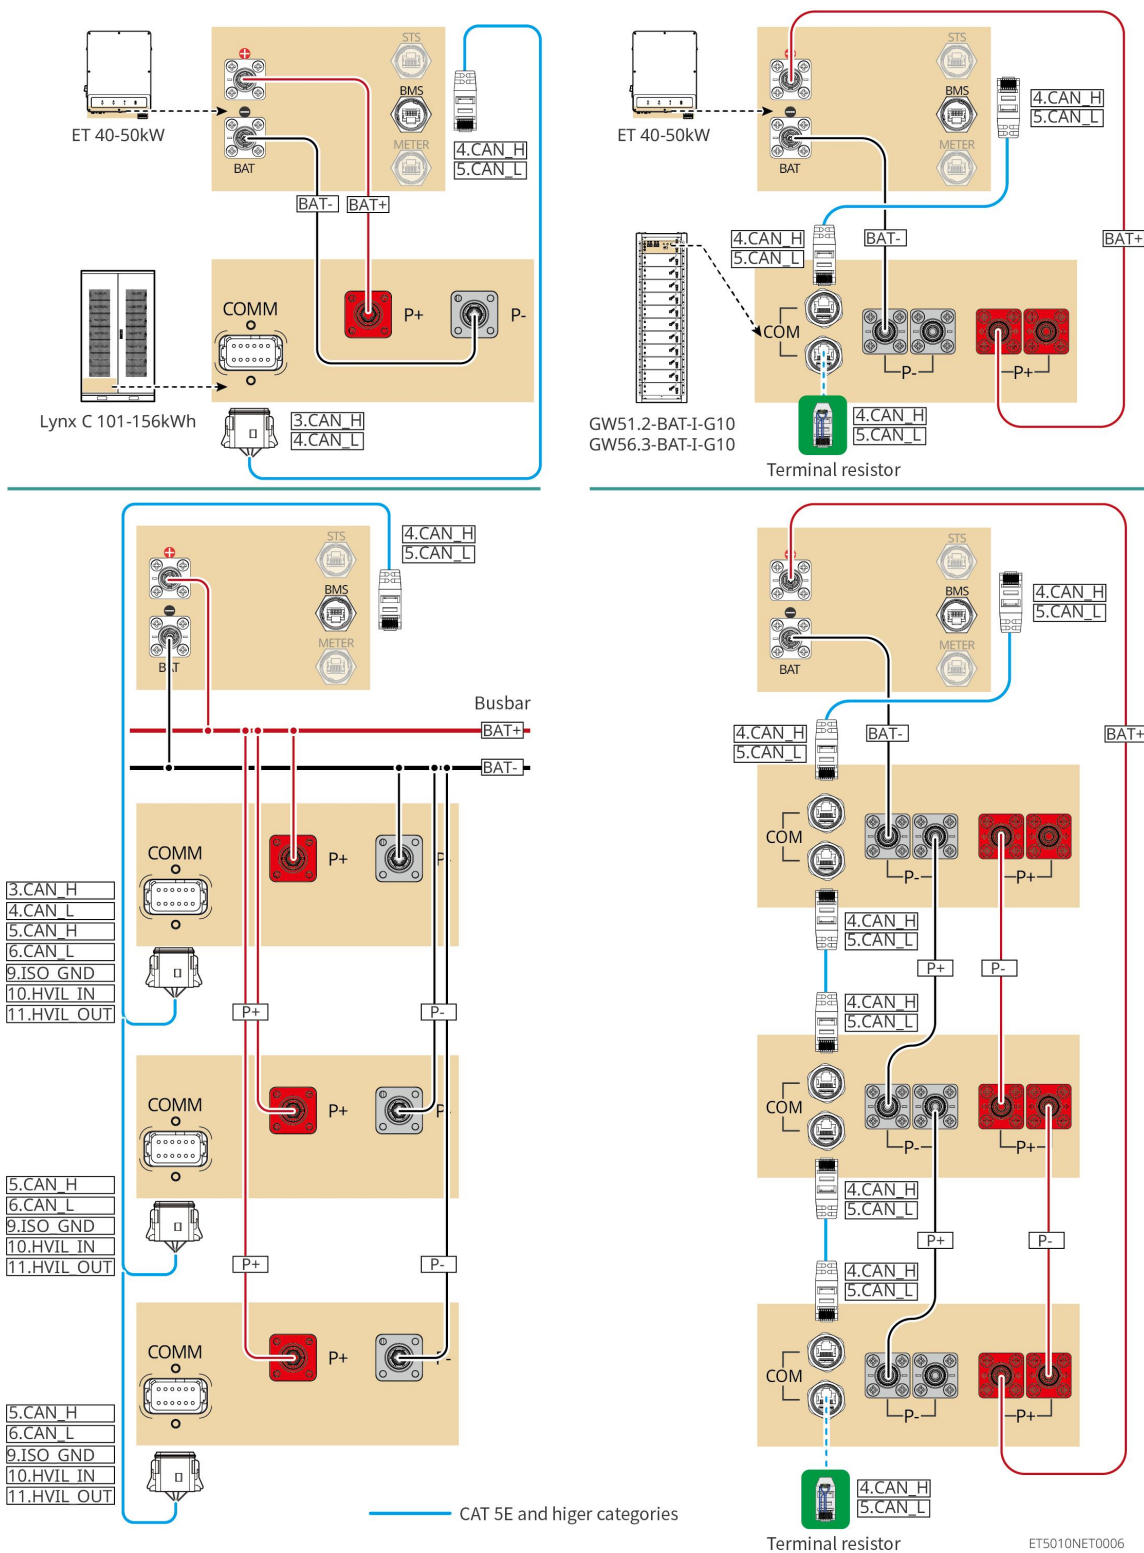 STS
BMS
METER
BAT
ET 40-50kW
4.CAN_H
5.CAN_L
BAT-
BAT+
COMM
P+
P-
Lynx C 101-156kWh
3.CAN_H
4.CAN_L
STS
BMS
METER
BAT
ET 40-50kW
4.CAN_H
5.CAN_L
4.CAN_H
5.CAN_L
BAT-
BAT+
COM
P-
P+
GW51.2-BAT-I-G10
GW56.3-BAT-I-G10
4.CAN_H
5.CAN_L
Terminal resistor
4.CAN_H
5.CAN_L
STS
BMS
METER
BAT
Busbar
BAT+
BAT-
COMM
P+
P-
3.CAN_H
4.CAN_L
5.CAN_H
6.CAN_L
9.ISO_GND
10.HVIL_IN
11.HVIL_OUT
P+
P-
COMM
P+
P-
5.CAN_H
6.CAN_L
9.ISO_GND
10.HVIL_IN
11.HVIL_OUT
P+
P-
COMM
P+
P-
5.CAN_H
6.CAN_L
9.ISO_GND
10.HVIL_IN
11.HVIL_OUT
CAT 5E and higer categories
STS
BMS
METER
BAT
4.CAN_H
5.CAN_L
4.CAN_H
5.CAN_L
BAT-
BAT+
COM
P-
P+
4.CAN_H
5.CAN_L
P+
P-
4.CAN_H
5.CAN_L
COM
P-
P+
4.CAN_H
5.CAN_L
P+
P-
4.CAN_H
5.CAN_L
COM
P-
P+
4.CAN_H
5.CAN_L
Terminal resistor
ET5010NET0006